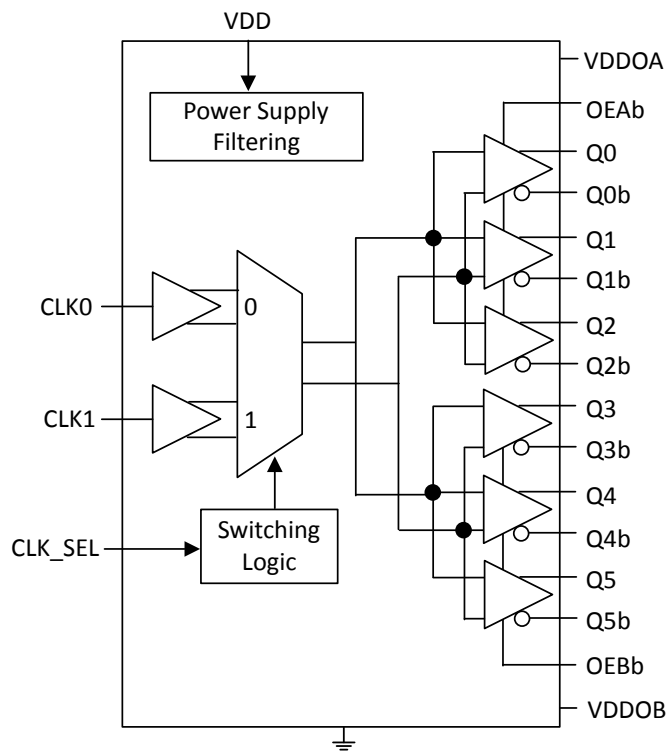 VDD
VDDOA
Power Supply
Filtering
OEAb
Q0
Q0b
Q1
Q1b
CLK0
0
Q2
Q2b
CLK1
1
Q3
Q3b
Q4
Q4b
CLK_SEL
Switching
Logic
Q5
Q5b
OEBb
VDDOB